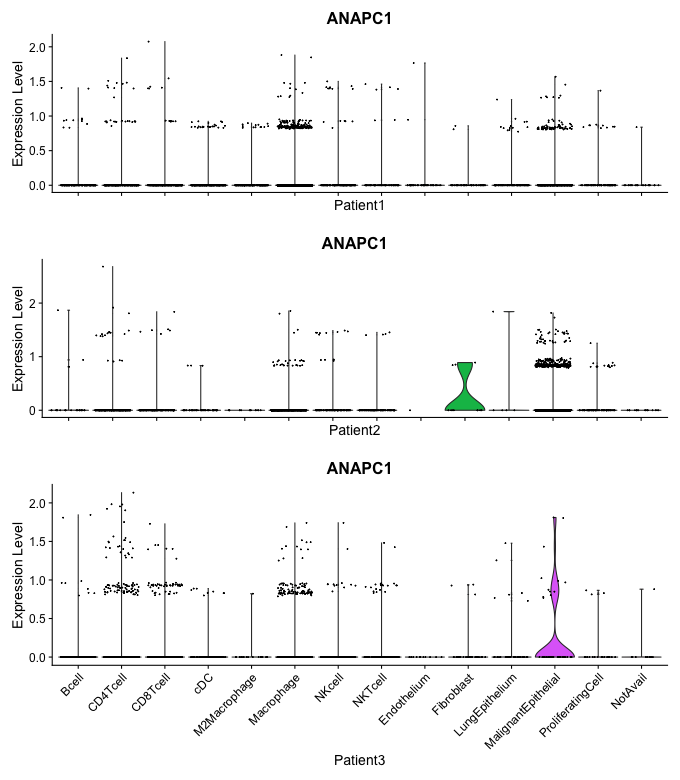 ANAPC1
Expression Level
2.0
1.5
1.0
0.5
0.0
Patient1
ANAPC1
Expression Level
2
1
0
Patient2
ANAPC1
Expression Level
2.0
1.5
1.0
0.5
0.0
Bcell
CD4Tcell
CD8Tcell
cDC
M2Macrophage
Macrophage
NKcell
NKTcell
Endothelium
Fibroblast
LungEpithelium
MalignantEpithelial
ProliferatingCell
NotAvail
Patient3